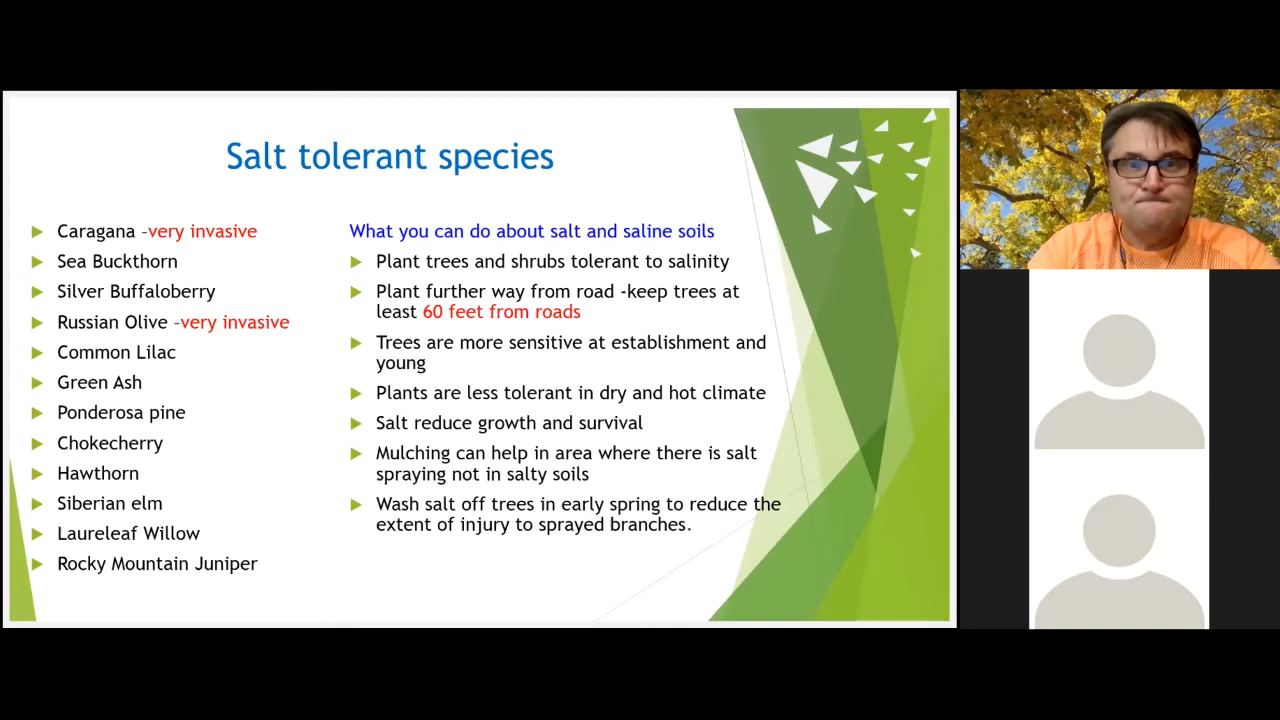 Salt tolerant species
Caragana –very invasive
Sea Buckthorn
Silver Buffaloberry
Russian Olive –very invasive
Common Lilac
Green Ash
Ponderosa pine
Chokecherry
Hawthorn
Siberian elm
Laureleaf Willow
Rocky Mountain Juniper
What you can do about salt and saline soils
Plant trees and shrubs tolerant to salinity
Plant further way from road -keep trees at
least 60 feet from roads
Trees are more sensitive at establishment and
young
Plants are less tolerant in dry and hot climate
Salt reduce growth and survival
Mulching can help in area where there is salt
spraying not in salty soils
Wash salt off trees in early spring to reduce the
extent of injury to sprayed branches.